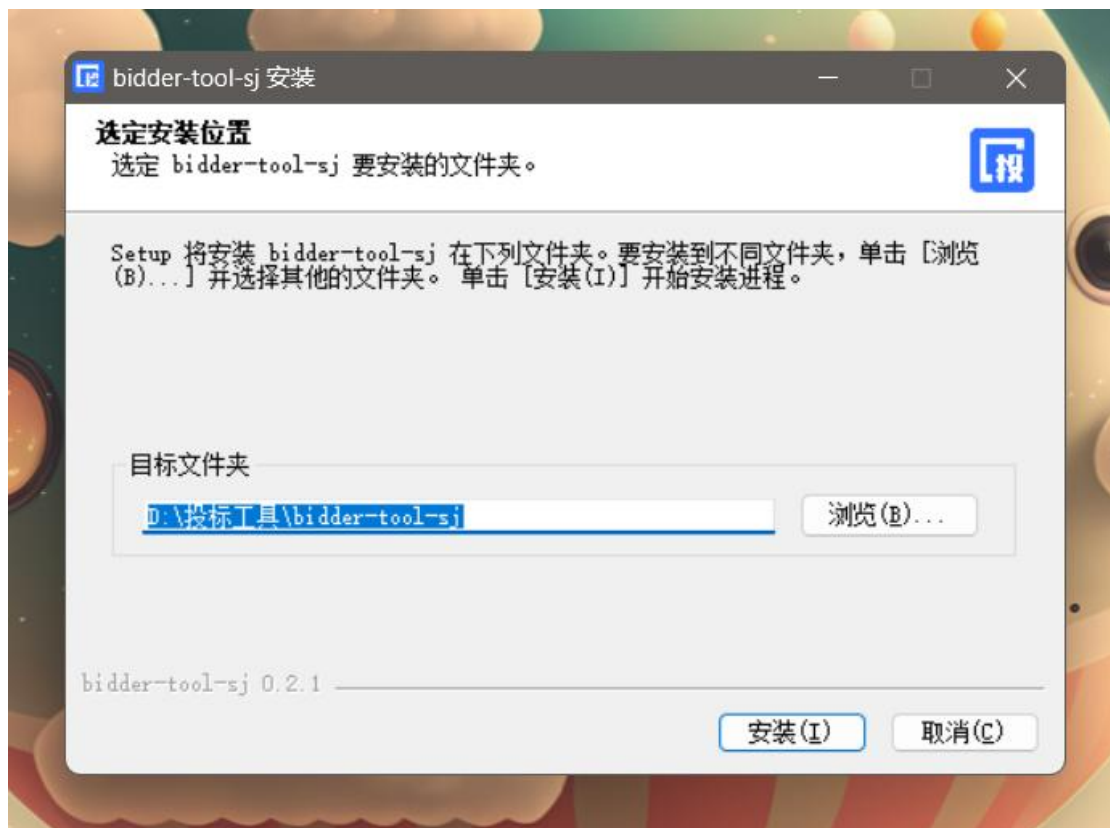 bidder-tool-sj 安装
选定安装位置
选定 bidder-tool-sj 要安装的文件夹。
投
Setup 将安装 bidder-tool-sj 在下列文件夹。要安装到不同文件夹，单击 [浏览
(B)...] 并选择其他的文件夹。 单击 [安装(I)] 开始安装进程。
目标文件夹
D:\投标工具\bidder-tool-sj
浏览(B)...
bidder-tool-sj 0.2.1
安装(I)
取消(C)